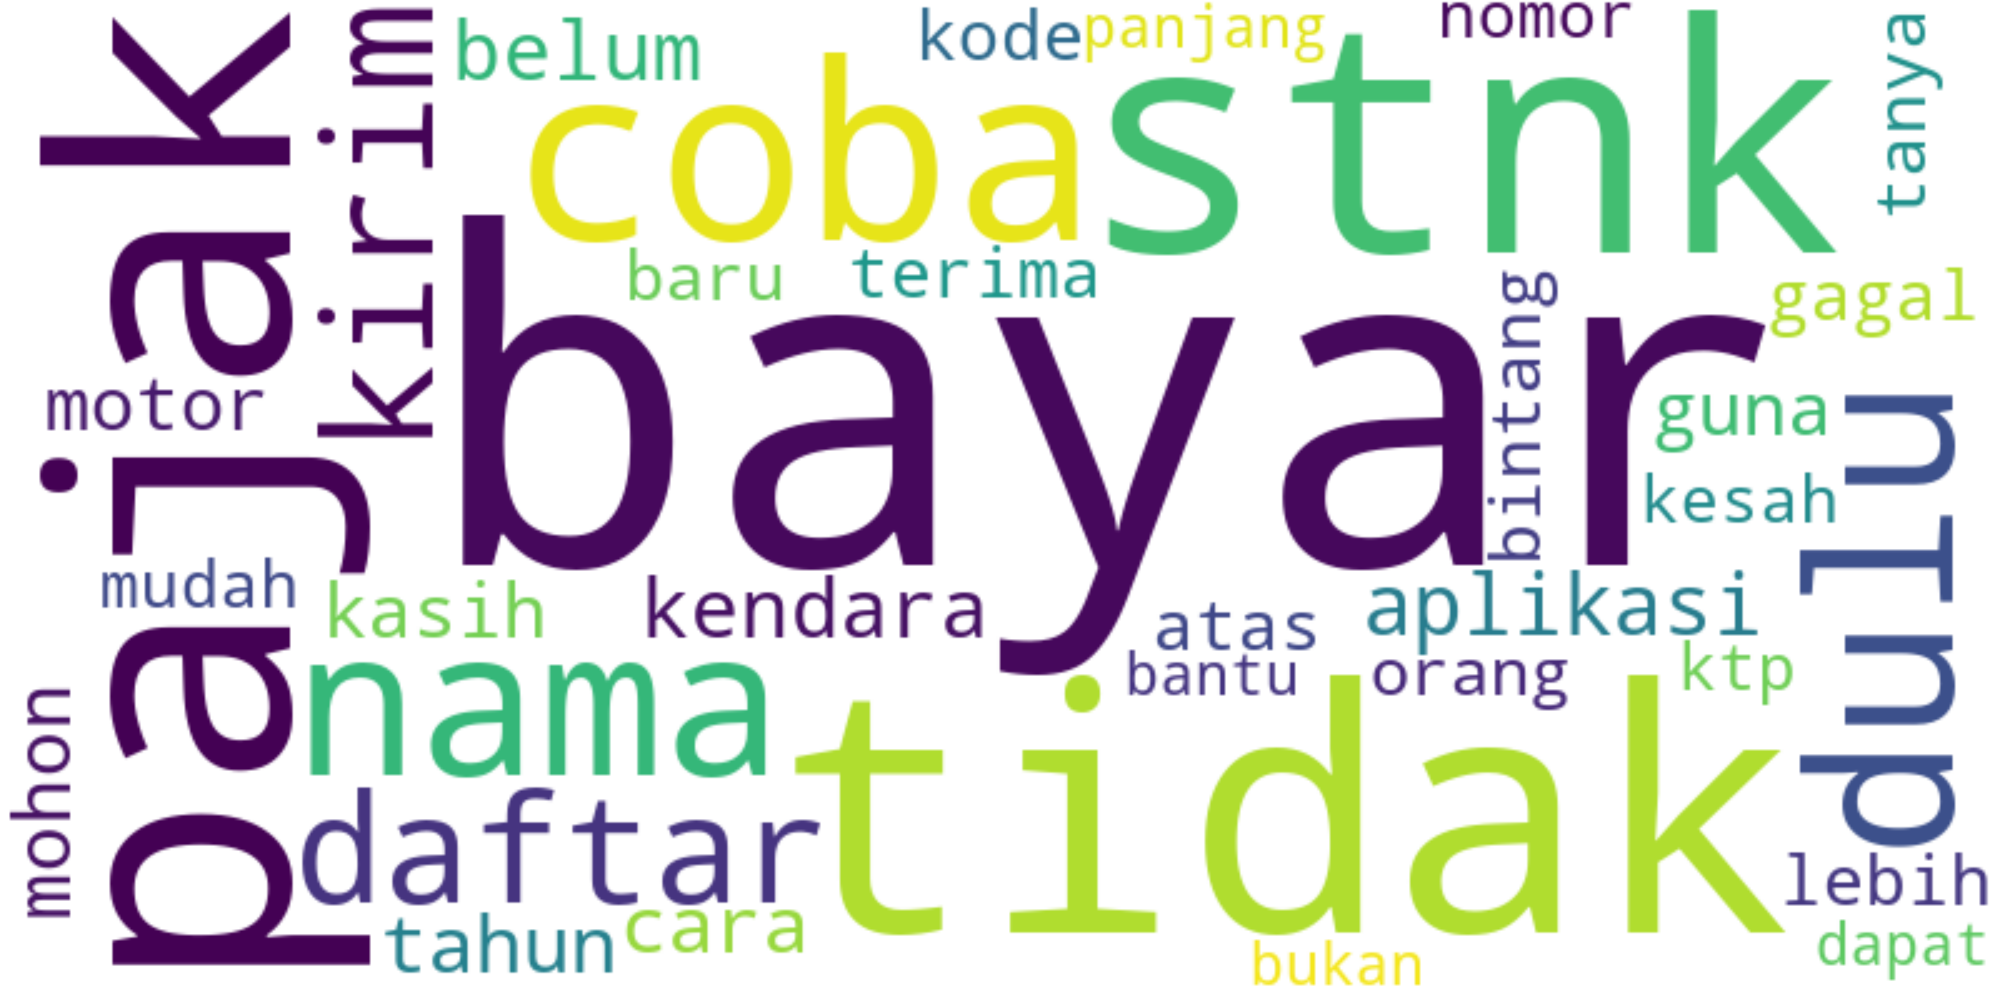 pajak
kirim
belum
kode
panjang
nomor
tanya
coba
stnk
baru
terima
gagal
bayar
bintang
motor
guna
kesah
dulu
mudah
kasih
kendara
atas
aplikasi
bantu
orang
ktp
nama
tidak
mohon
daftar
lebih
tahun
cara
bukan
dapat